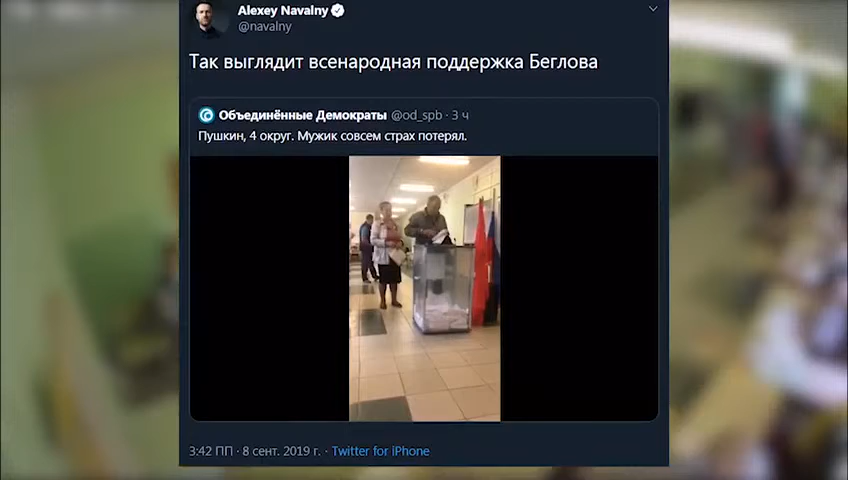 Alexey Navalny
@navalny
Так выглядит всенародная поддержка Беглова
Объединённые Демократы @od_spb · 3 ч
Пушкин, 4 округ. Мужик совсем страх потерял.
3:42 ПП · 8 сент. 2019 г. · Twitter for iPhone